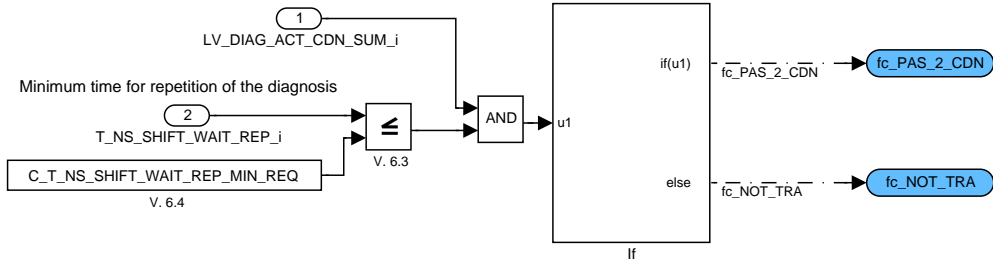 1
LV_DIAG_ACT_CDN_SUM_i
Minimum time for repetition of the diagnosis
2
T_NS_SHIFT_WAIT_REP_i
≤
V. 6.3
C_T_NS_SHIFT_WAIT_REP_MIN_REQ
V. 6.4
AND
u1
if(u1)
fc_PAS_2_CDN
fc_PAS_2_CDN
else
fc_NOT_TRA
fc_NOT_TRA
If